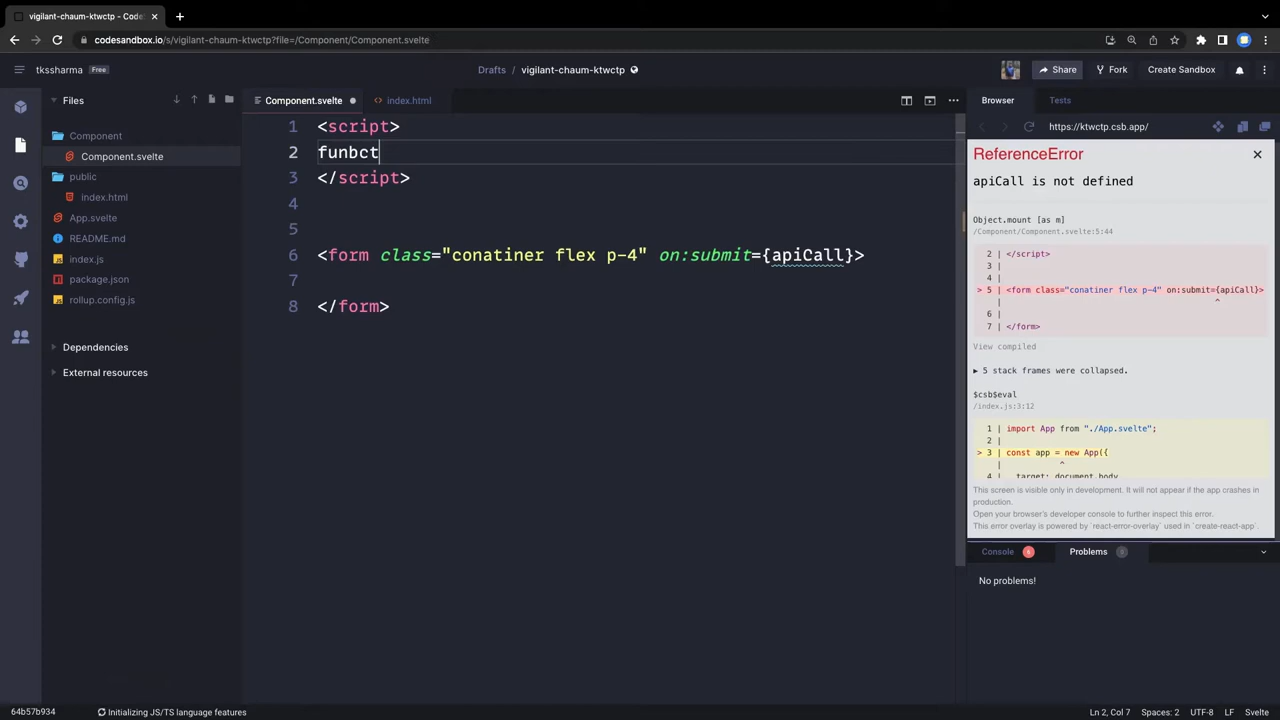 vigilant-chaum-ktwctp - CodeS
codesandbox.io/s/vigilant-chaum-ktwctp?file=/Component/Component.svelte
tkssharma Free
Drafts / vigilant-chaum-ktwctp
Share
Fork
Create Sandbox
Files
Component
Component.svelte
public
index.html
App.svelte
README.md
index.js
package.json
rollup.config.js
Dependencies
External resources
Component.svelte
index.html
1 <script>
2 funbct
3 </script>
4
5
6 <form class="conatiner flex p-4" on:submit={apiCall}>
7
8 </form>
Browser
Tests
https://ktwctp.csb.app/
ReferenceError
apiCall is not defined
Object.mount [as m]
/Component/Component.svelte:5:44
2 | </script>
3 |
4 |
> 5 | <form class="conatiner flex p-4" on:submit={apiCall}>
| ^
6 |
7 | </form>
View compiled
▶ 5 stack frames were collapsed.
$csb$eval
/index.js:3:12
1 | import App from "./App.svelte";
2 |
> 3 | const app = new App({
| ^
4 | target: document.body
This screen is visible only in development. It will not appear if the app crashes in
production.
Open your browser's developer console to further inspect this error.
This error overlay is powered by `react-error-overlay` used in `create-react-app`.
Console 6
Problems 0
No problems!
64b57b934
Initializing JS/TS language features
Ln 2, Col 7
Spaces: 2
UTF-8
LF
Svelte